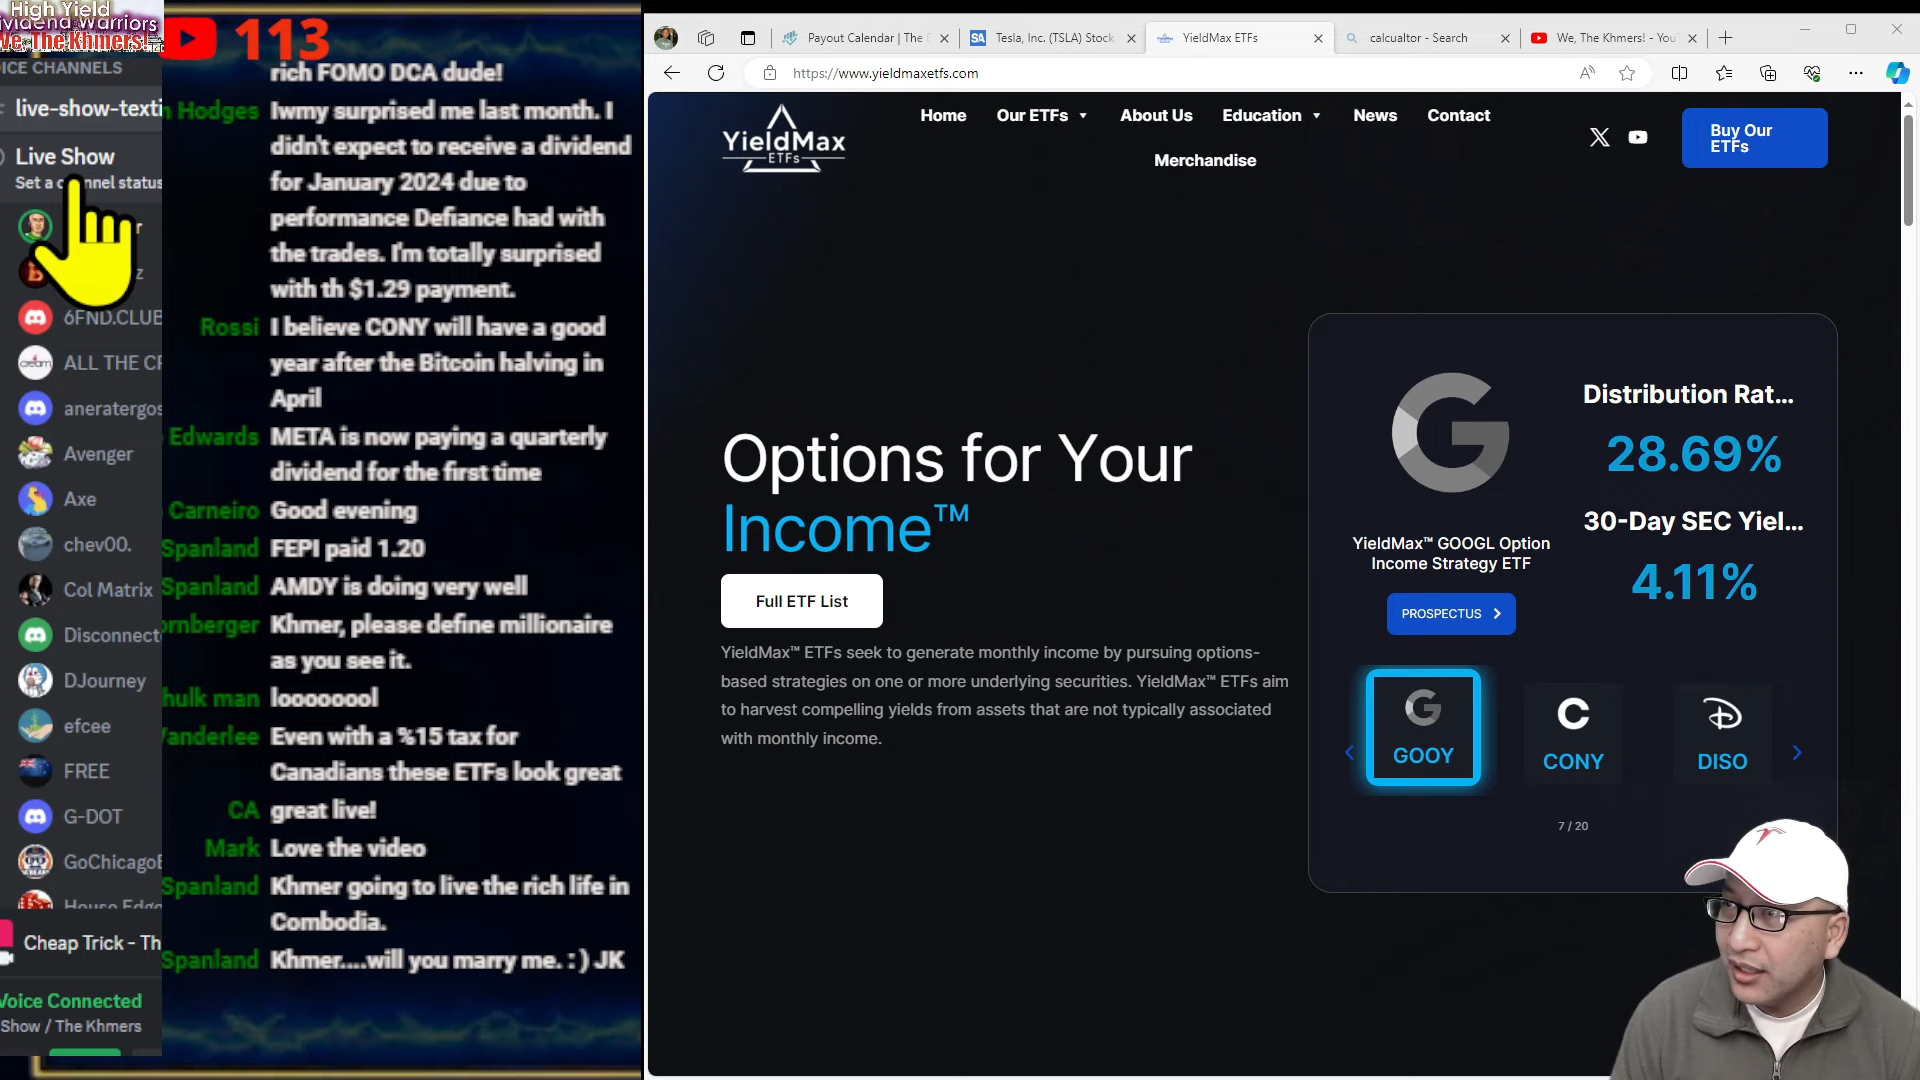 High Yield
Dividend Warriors
We, The Khmers!
113
VOICE CHANNELS
live-show-texti
Live Show
Set a channel status
6FND.CLUB
ALL THE CR
aneratergos
Avenger
Axe
chev00.
Col Matrix
Disconnect
DJourney
efcee
FREE
G-DOT
GoChicagoB
House Edge
Cheap Trick - Th
Voice Connected
Show / The Khmers
rich FOMO DCA dude!
Hodges Iwmy surprised me last month. I
didn't expect to receive a dividend
for January 2024 due to
performance Defiance had with
the trades. I'm totally surprised
with th $1.29 payment.
Rossi I believe CONY will have a good
year after the Bitcoin halving in
April
Edwards META is now paying a quarterly
dividend for the first time
Carneiro Good evening
Spanland FEPI paid 1.20
Spanland AMDY is doing very well
ornberger Khmer, please define millionaire
as you see it.
hulk man loooooool
Vanderlee Even with a %15 tax for
Canadians these ETFs look great
CA great live!
Mark Love the video
Spanland Khmer going to live the rich life in
Combodia.
Spanland Khmer....will you marry me. : ) JK
Payout Calendar | The D
SA Tesla, Inc. (TSLA) Stock
YieldMax ETFs
calcualtor - Search
We, The Khmers! - You
https://www.yieldmaxetfs.com
YieldMax
ETFs
Home Our ETFs About Us Education News Contact
Merchandise
Buy Our
ETFs
Options for Your
Income™
Full ETF List
YieldMax™ ETFs seek to generate monthly income by pursuing options-
based strategies on one or more underlying securities. YieldMax™ ETFs aim
to harvest compelling yields from assets that are not typically associated
with monthly income.
G
YieldMax™ GOOGL Option
Income Strategy ETF
PROSPECTUS
Distribution Rat...
28.69%
30-Day SEC Yiel...
4.11%
GOOY
CONY
DISO
7 / 20